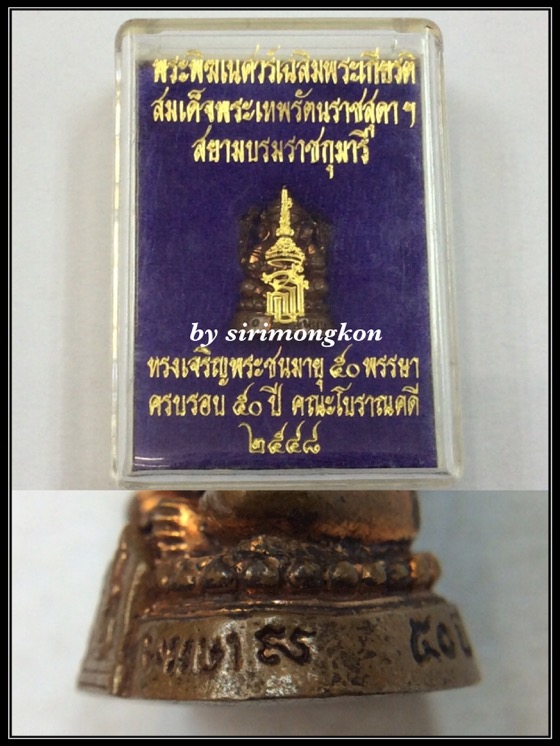 พระพิฆเนศวร์เฉลิมพระเกียรติ
สมเด็จพระเทพรัตนราชสุดา ฯ
สยามบรมราชกุมารี
by sirimongkon
ทรงเจริญพระชนมายุ ๕๐ พรรษา
ครบรอบ ๕๐ ปี คณะโบราณคดี
๒๕๔๘
๕๐ ปี